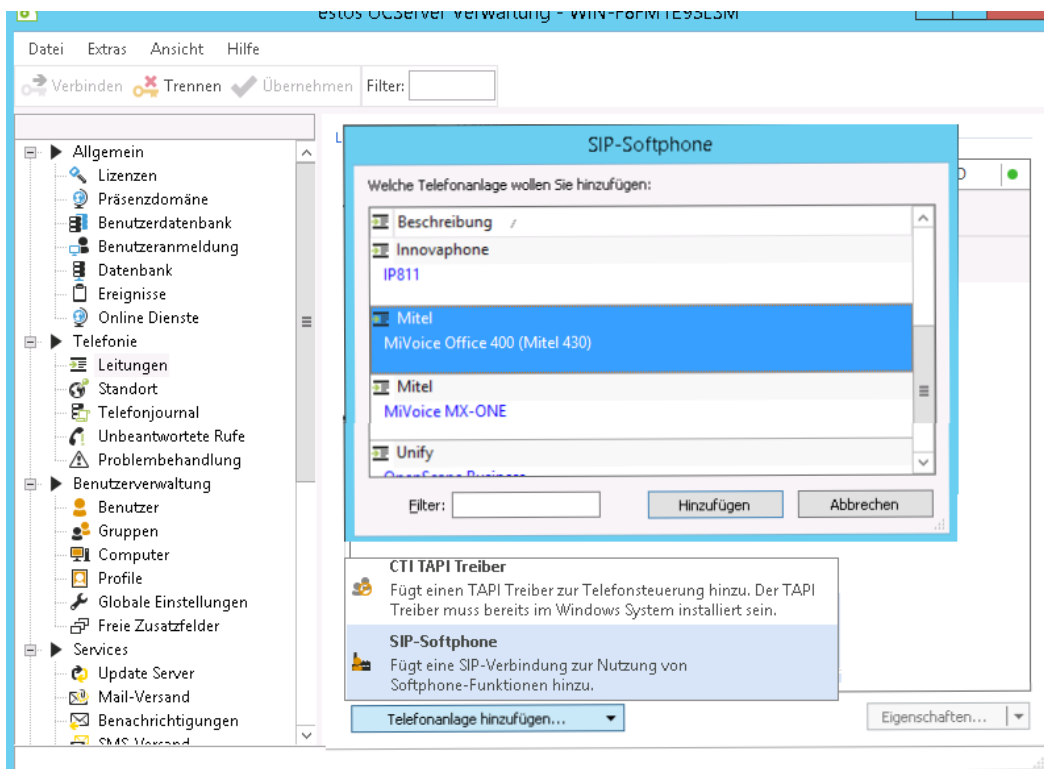 estos UCServer Verwaltung - WIN-F8FMTE93L3M
Datei Extras Ansicht Hilfe
Verbinden Trennen Übernehmen Filter:
Allgemein
Lizenzen
Präsenzdomäne
Benutzerdatenbank
Benutzeranmeldung
Datenbank
Ereignisse
Online Dienste
Telefonie
Leitungen
Standort
Telefonjournal
Unbeantwortete Rufe
Problembehandlung
Benutzerverwaltung
Benutzer
Gruppen
Computer
Profile
Globale Einstellungen
Freie Zusatzfelder
Services
Update Server
Mail-Versand
Benachrichtigungen
SMS Versand
SIP-Softphone
Welche Telefonanlage wollen Sie hinzufügen:
Beschreibung
Innovaphone
IP811
Mitel
MiVoice Office 400 (Mitel 430)
Mitel
MiVoice MX-ONE
Unify
OpenScape Business
Filter: Hinzufügen Abbrechen
CTI TAPI Treiber
Fügt einen TAPI Treiber zur Telefonsteuerung hinzu. Der TAPI
Treiber muss bereits im Windows System installiert sein.
SIP-Softphone
Fügt eine SIP-Verbindung zur Nutzung von
Softphone-Funktionen hinzu.
Telefonanlage hinzufügen... Eigenschaften...